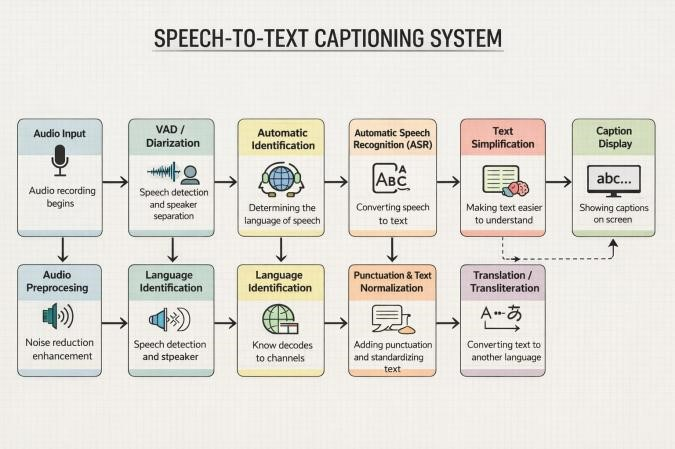 SPEECH-TO-TEXT CAPTIONING SYSTEM
Audio Input
Audio recording
begins
VAD /
Diarization
Speech detection
and speaker
separation
Automatic
Identification
Determining the
language of speech
Automatic Speech
Recognition (ASR)
A
ABC
Converting speech
to text
Text
Simplification
Making text easier
to understand
Caption
Display
abc...
Showing captions
on screen
Audio
Preprocesing
Noise reduction
enhancement
Language
Identification
Speech detection
and stpeaker
Language
Identification
Know decodes
to channels
Punctuation & Text
Normalization
Adding punctuation
and standardizing
text
Translation /
Transliteration
A あ
Converting text to
another language